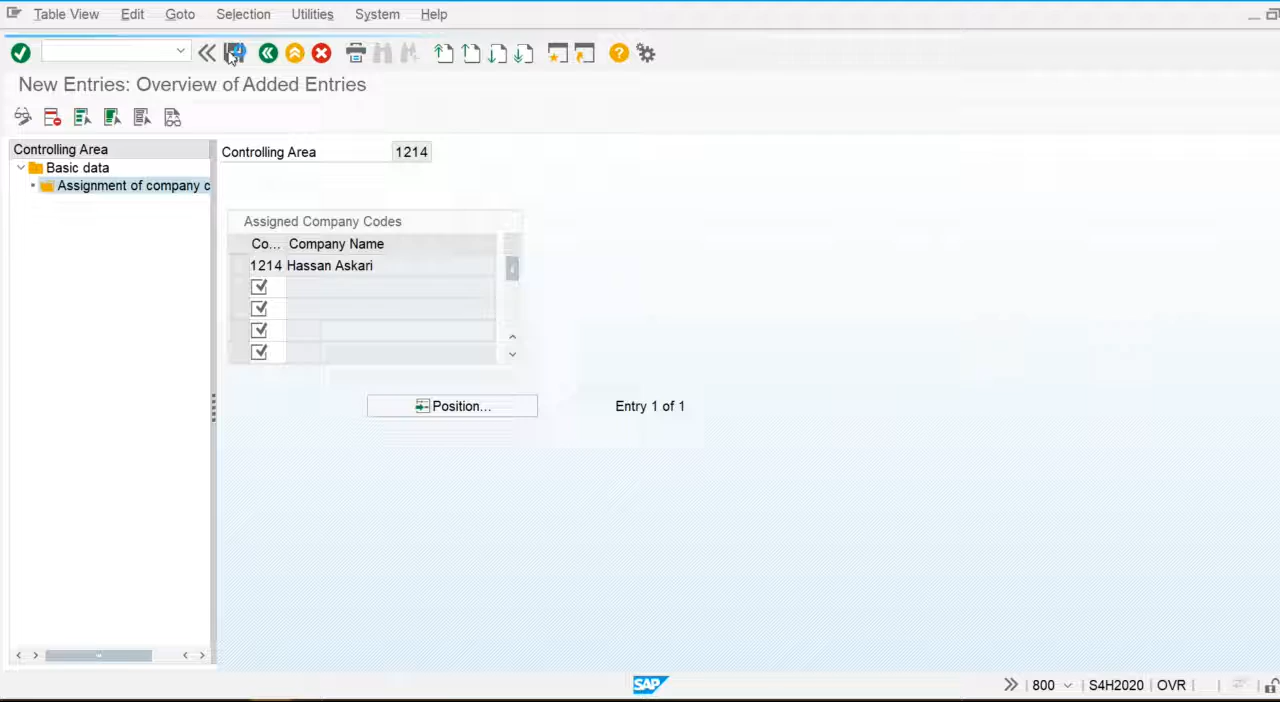 Table View Edit Goto Selection Utilities System Help
New Entries: Overview of Added Entries
Controlling Area
Basic data
Assignment of company c
Controlling Area 1214
Assigned Company Codes
Co... Company Name
1214 Hassan Askari
Position...
Entry 1 of 1
SAP
800 S4H2020 OVR